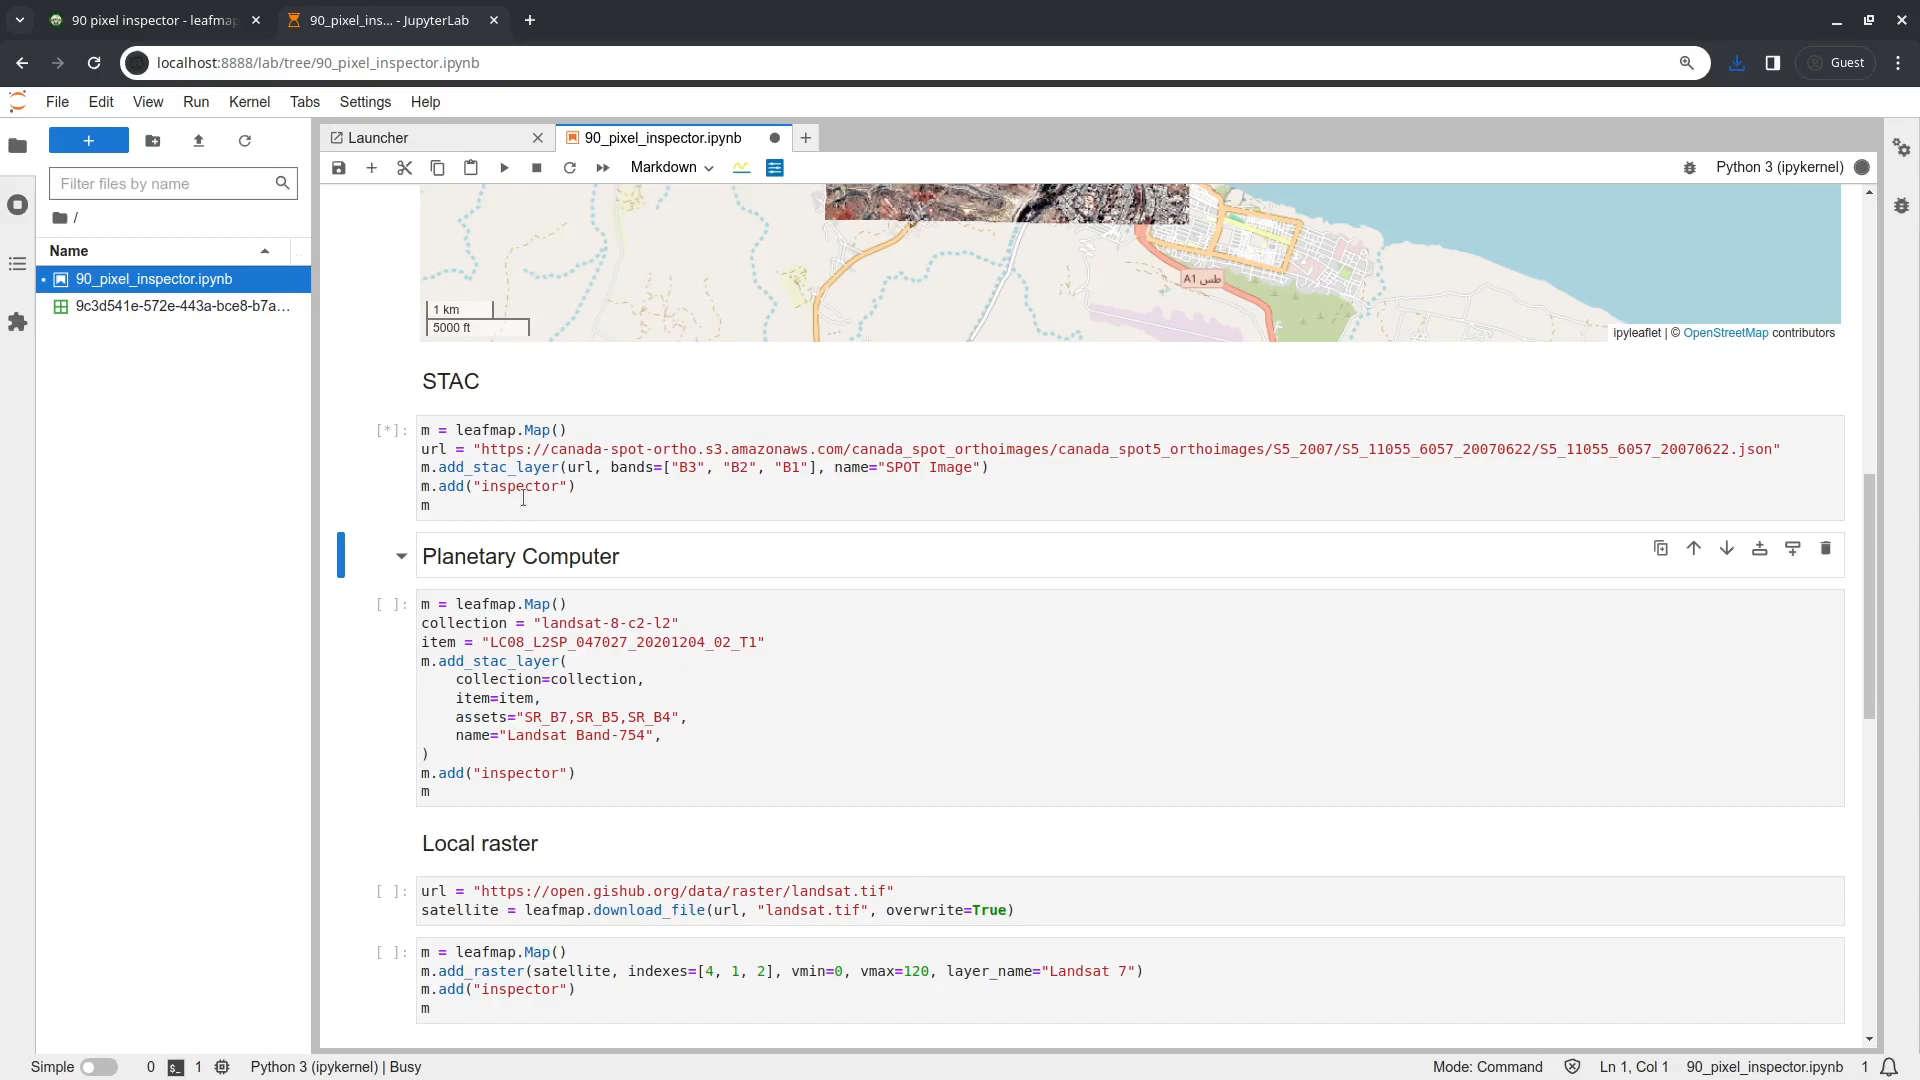 90 pixel inspector - leafmap
90_pixel_ins... - JupyterLab
localhost:8888/lab/tree/90_pixel_inspector.ipynb
Guest
File Edit View Run Kernel Tabs Settings Help
Launcher
90_pixel_inspector.ipynb
Markdown
Python 3 (ipykernel)
Filter files by name
/
Name
90_pixel_inspector.ipynb
9c3d541e-572e-443a-bce8-b7a...
A1 طس
1 km
5000 ft
ipyleaflet | © OpenStreetMap contributors
STAC
[*]: m = leafmap.Map()
url = "https://canada-spot-ortho.s3.amazonaws.com/canada_spot_orthoimages/canada_spot5_orthoimages/S5_2007/S5_11055_6057_20070622/S5_11055_6057_20070622.json"
m.add_stac_layer(url, bands=["B3", "B2", "B1"], name="SPOT Image")
m.add("inspector")
m
Planetary Computer
[ ]: m = leafmap.Map()
collection = "landsat-8-c2-l2"
item = "LC08_L2SP_047027_20201204_02_T1"
m.add_stac_layer(
    collection=collection,
    item=item,
    assets="SR_B7,SR_B5,SR_B4",
    name="Landsat Band-754",
)
m.add("inspector")
m
Local raster
[ ]: url = "https://open.gishub.org/data/raster/landsat.tif"
satellite = leafmap.download_file(url, "landsat.tif", overwrite=True)
[ ]: m = leafmap.Map()
m.add_raster(satellite, indexes=[4, 1, 2], vmin=0, vmax=120, layer_name="Landsat 7")
m.add("inspector")
m
Simple 0 1 Python 3 (ipykernel) | Busy
Mode: Command Ln 1, Col 1 90_pixel_inspector.ipynb 1